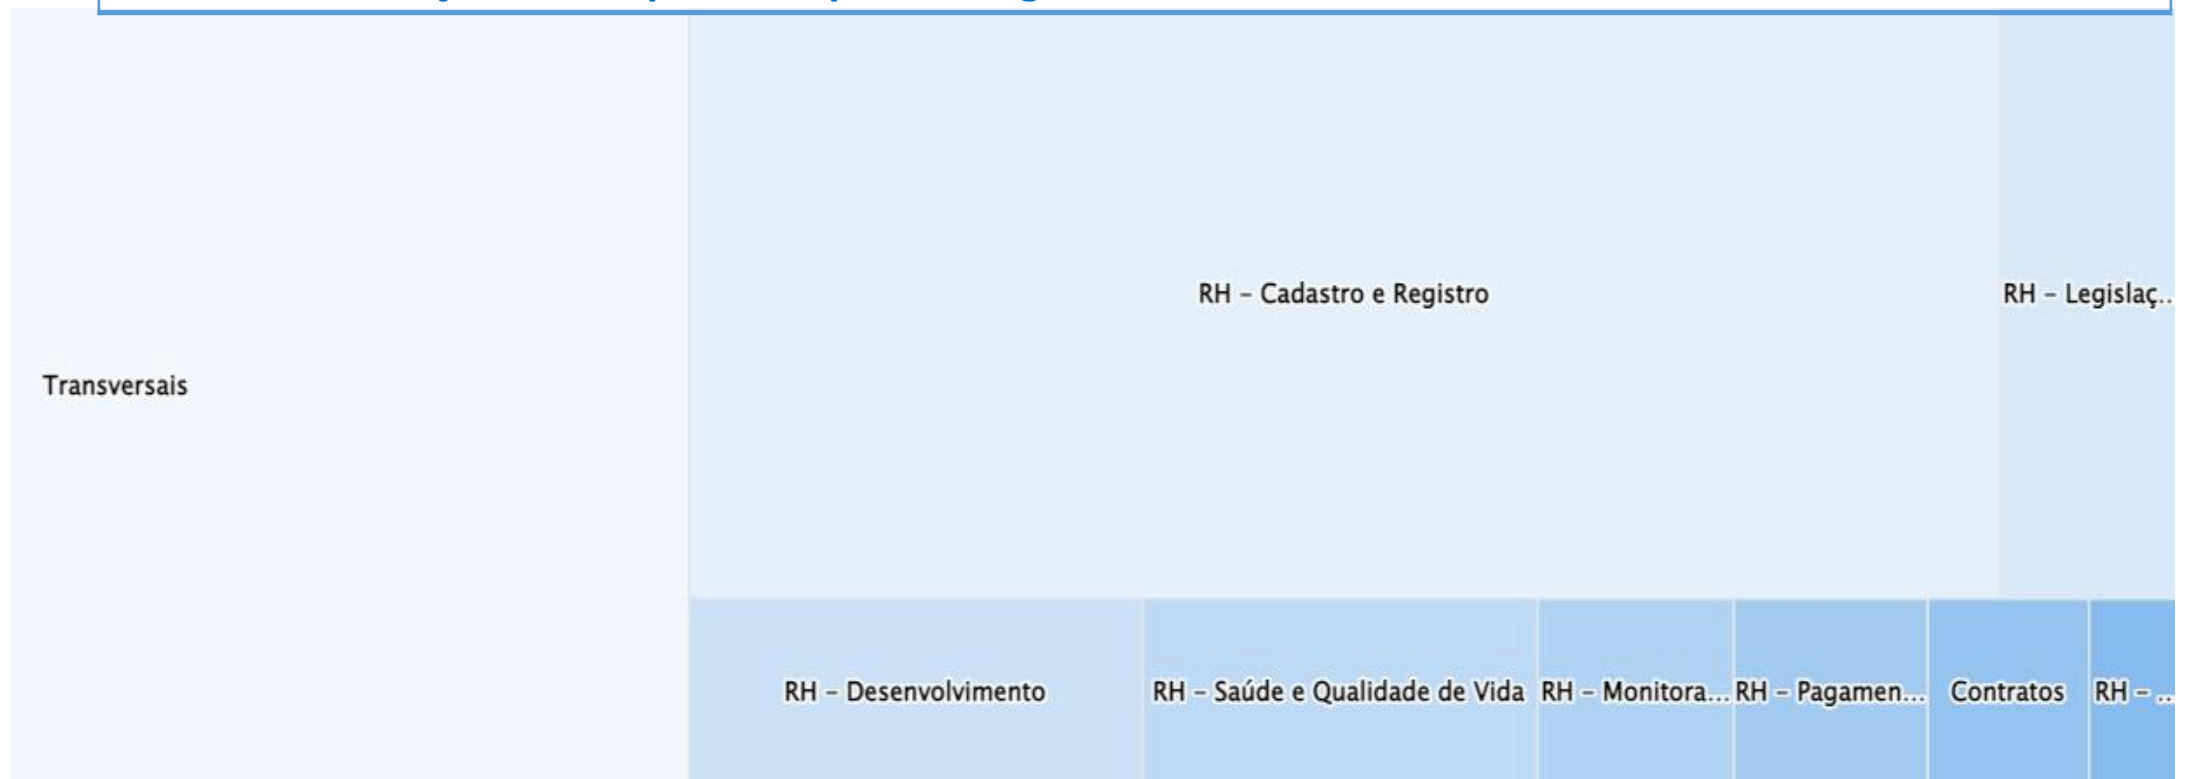 RH – Cadastro e Registro
RH – Legislaç..
Transversais
RH – Desenvolvimento
RH – Saúde e Qualidade de Vida
RH – Monitora...
RH – Pagamen...
Contratos
RH – ...